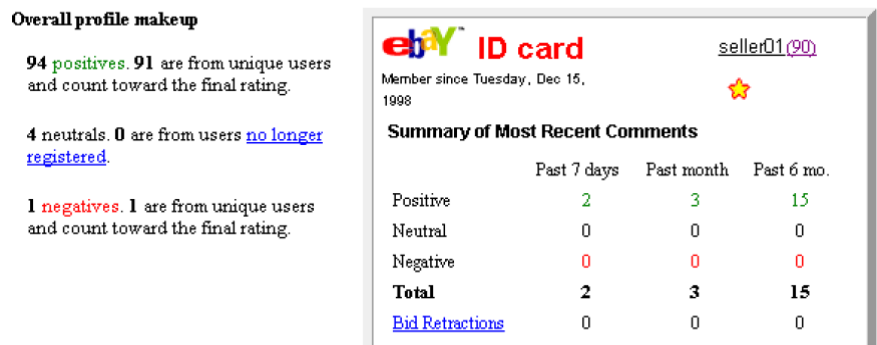 Overall profile makeup
94 positives. 91 are from unique users
and count toward the final rating.
4 neutrals. 0 are from users no longer
registered.
1 negatives. 1 are from unique users
and count toward the final rating.
ebaY™ ID card
seller01(90)
Member since Tuesday, Dec 15,
1998
Summary of Most Recent Comments
Past 7 days Past month Past 6 mo.
Positive 2 3 15
Neutral 0 0 0
Negative 0 0 0
Total 2 3 15
Bid Retractions 0 0 0